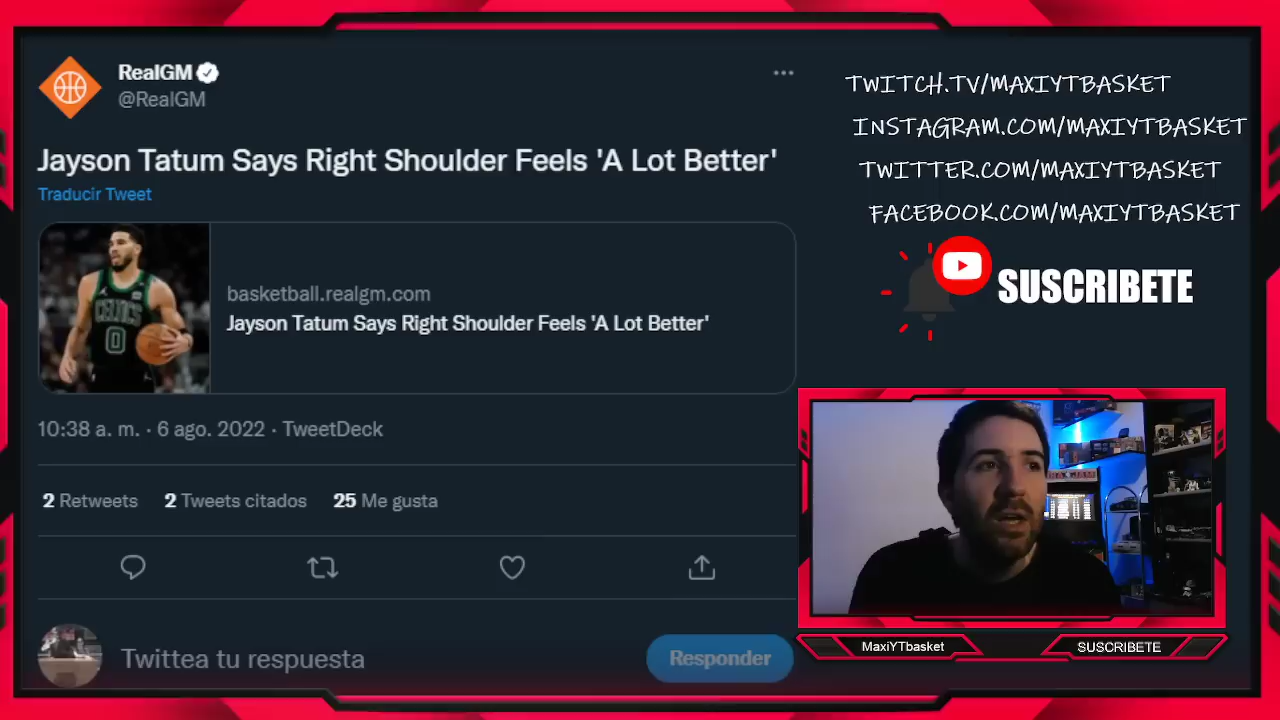 RealGM
@RealGM
Jayson Tatum Says Right Shoulder Feels 'A Lot Better'
Traducir Tweet
CELTICS
0
basketball.realgm.com
Jayson Tatum Says Right Shoulder Feels 'A Lot Better'
10:38 a. m. · 6 ago. 2022 · TweetDeck
2 Retweets 2 Tweets citados 25 Me gusta
Twittea tu respuesta
Responder
TWITCH.TV/MAXIYTBASKET
INSTAGRAM.COM/MAXIYTBASKET
TWITTER.COM/MAXIYTBASKET
FACEBOOK.COM/MAXIYTBASKET
SUSCRIBETE
MaxiYTbasket
SUSCRIBETE